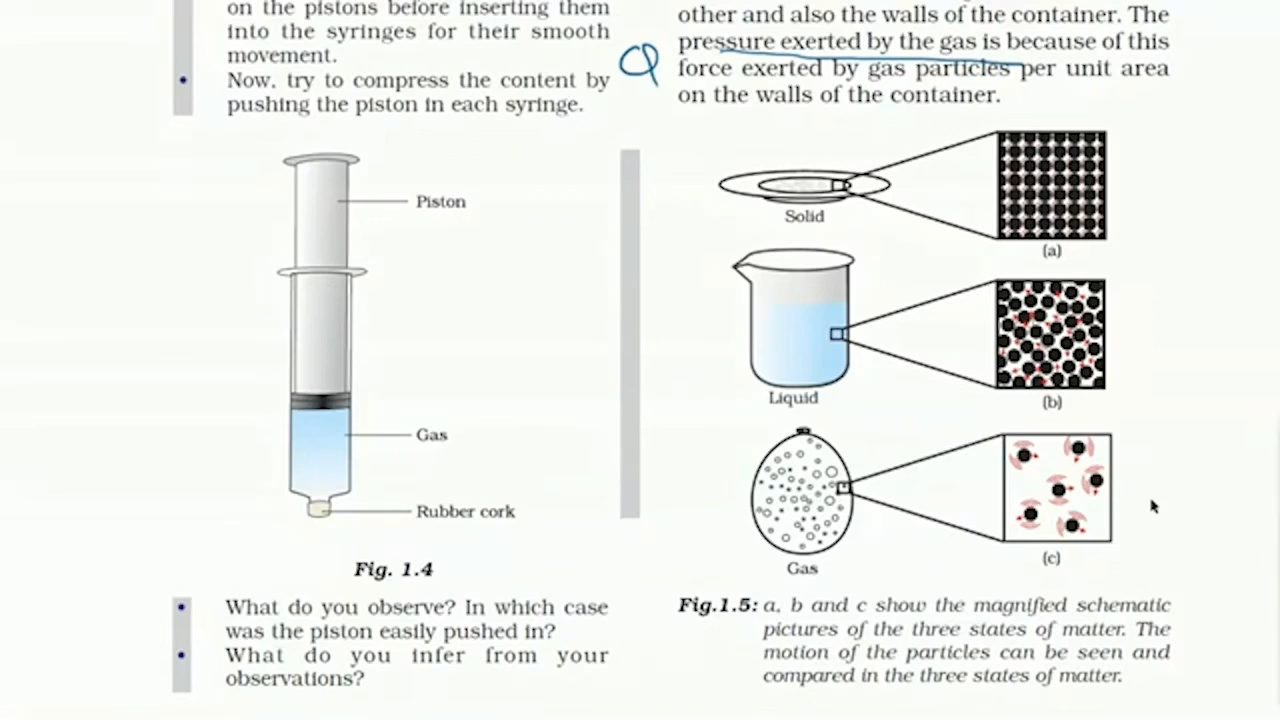 on the pistons before inserting them
into the syringes for their smooth
movement.
• Now, try to compress the content by
pushing the piston in each syringe.
Piston
Gas
Rubber cork
Fig. 1.4
• What do you observe? In which case
was the piston easily pushed in?
• What do you infer from your
observations?
other and also the walls of the container. The
pressure exerted by the gas is because of this
force exerted by gas particles per unit area
on the walls of the container.
Solid
(a)
Liquid
(b)
Gas
(c)
Fig.1.5: a, b and c show the magnified schematic
pictures of the three states of matter. The
motion of the particles can be seen and
compared in the three states of matter.